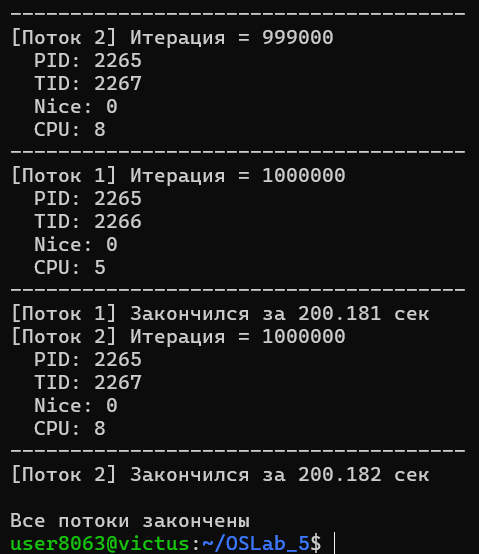 --------------------------------------
[Поток 2] Итерация = 999000
  PID: 2265
  TID: 2267
  Nice: 0
  CPU: 8
--------------------------------------
[Поток 1] Итерация = 1000000
  PID: 2265
  TID: 2266
  Nice: 0
  CPU: 5
--------------------------------------
[Поток 1] Закончился за 200.181 сек
[Поток 2] Итерация = 1000000
  PID: 2265
  TID: 2267
  Nice: 0
  CPU: 8
--------------------------------------
[Поток 2] Закончился за 200.182 сек

Все потоки закончены
user8063@victus:~/OSLab_5$